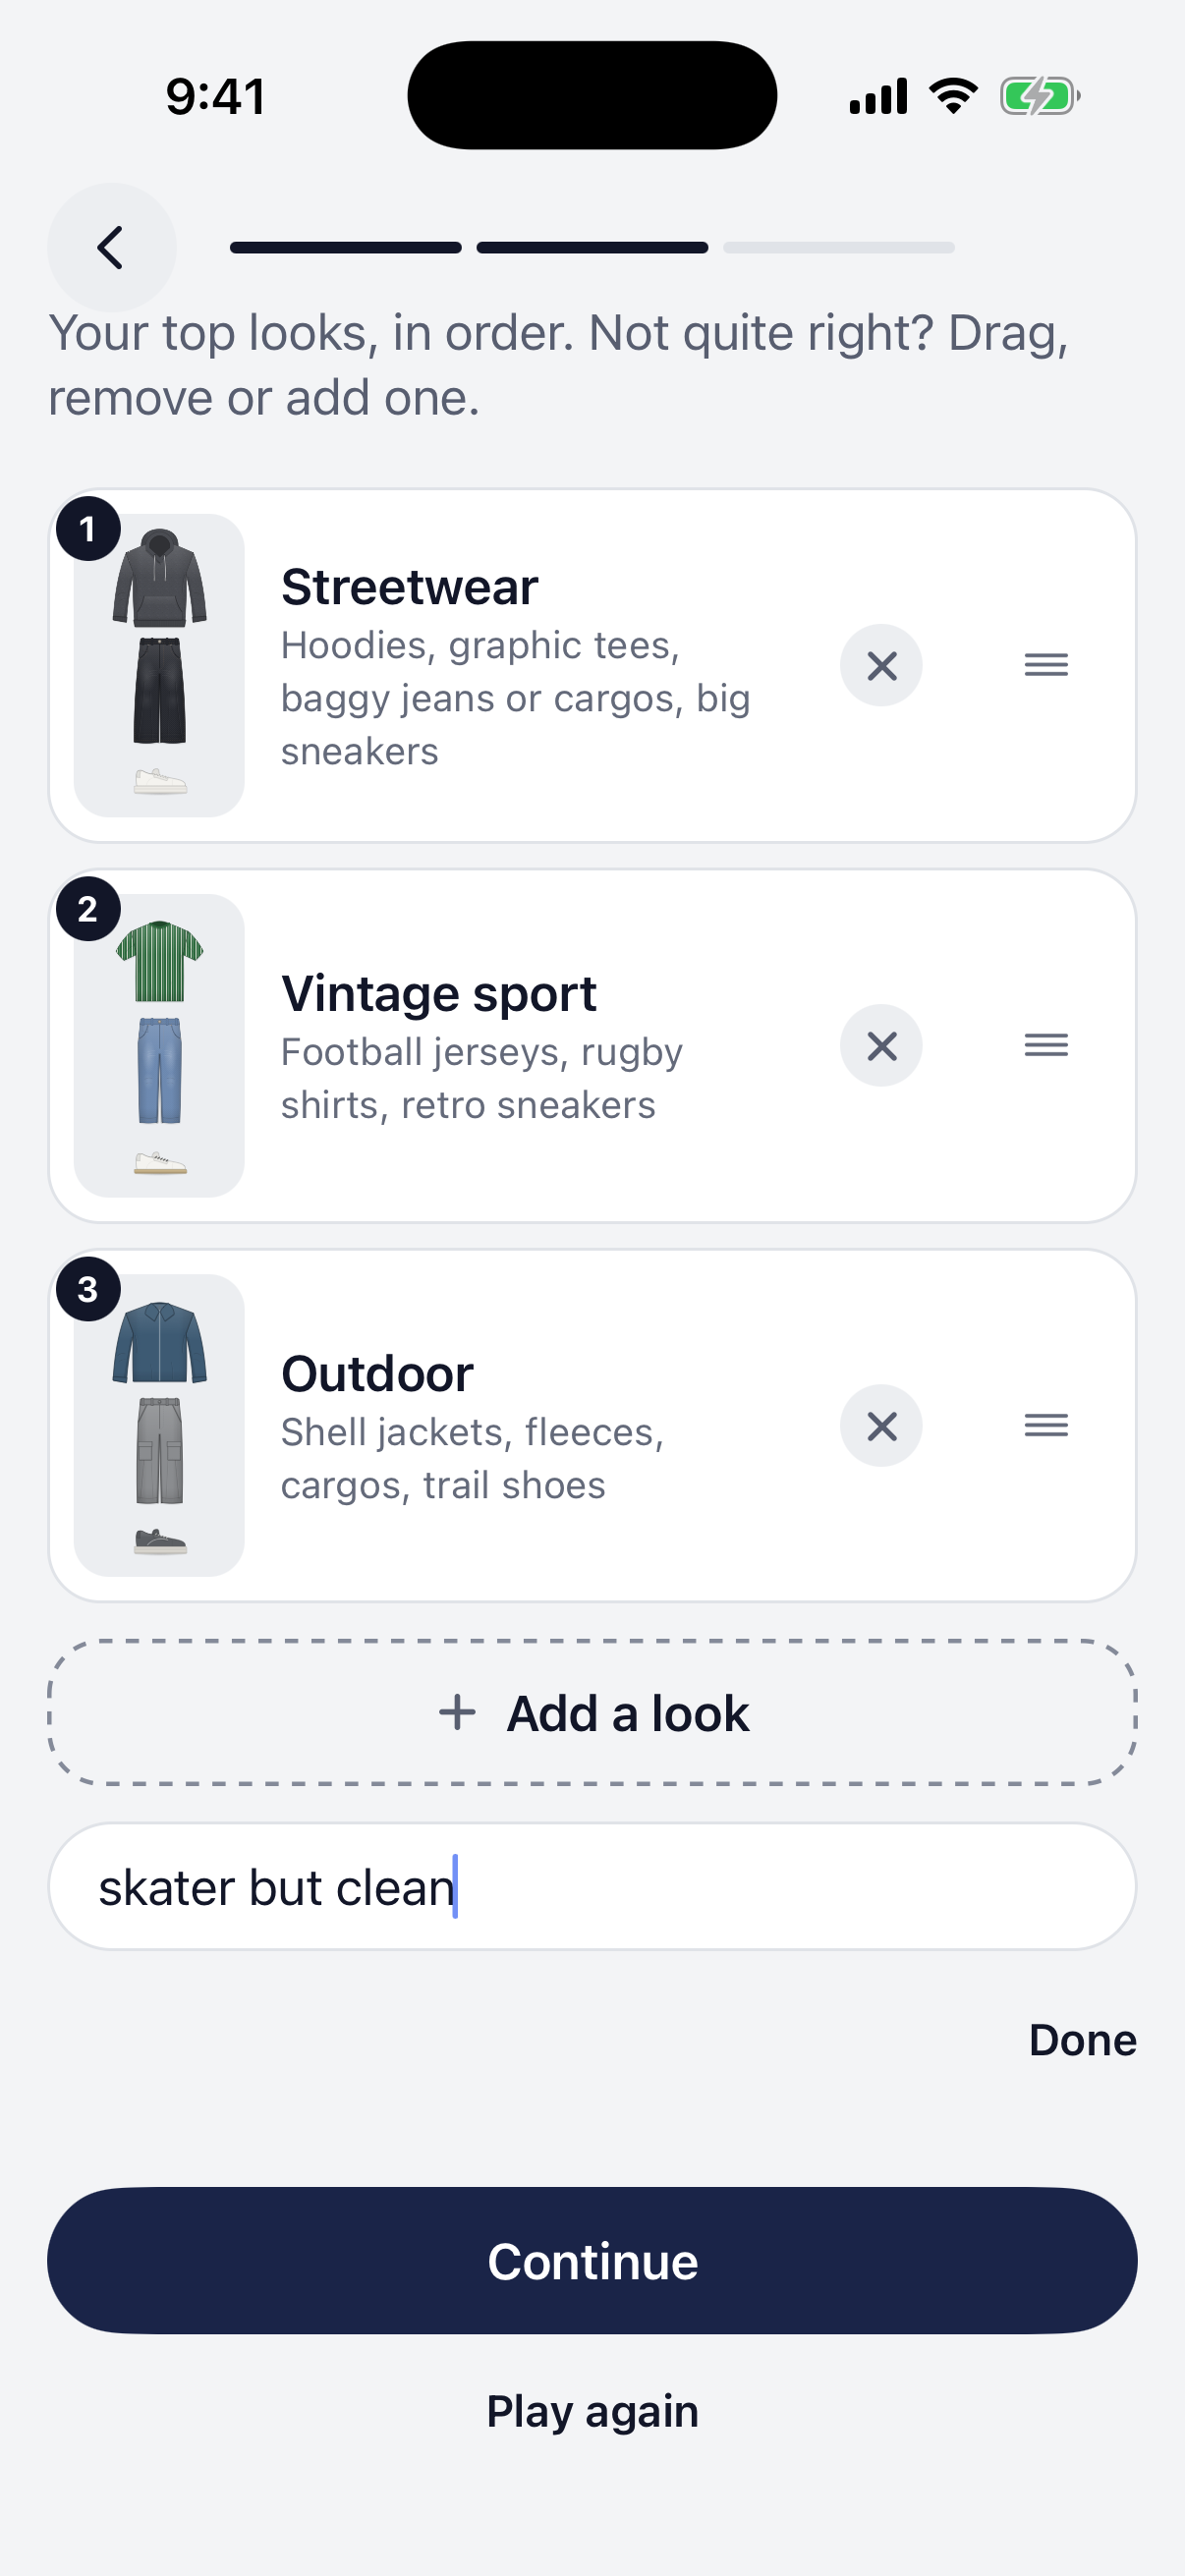 9:41
Your top looks, in order. Not quite right? Drag,
remove or add one.
1
Streetwear
Hoodies, graphic tees,
baggy jeans or cargos, big
sneakers
2
Vintage sport
Football jerseys, rugby
shirts, retro sneakers
3
Outdoor
Shell jackets, fleeces,
cargos, trail shoes
+ Add a look
skater but clean
Done
Continue
Play again